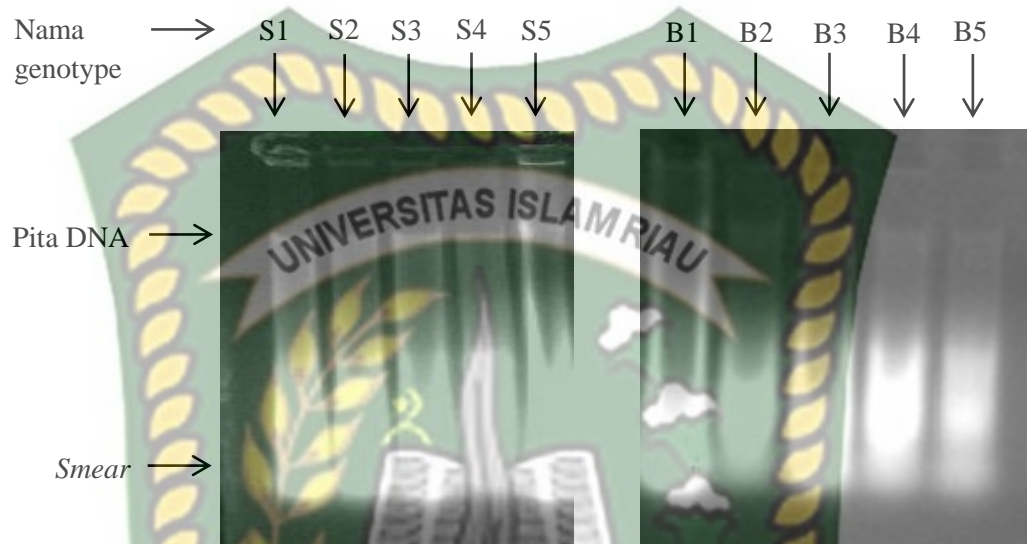 Nama
genotype
S1 S2 S3 S4 S5 B1 B2 B3 B4 B5
Pita DNA
UNIVERSITAS ISLAM RIAU
Smear